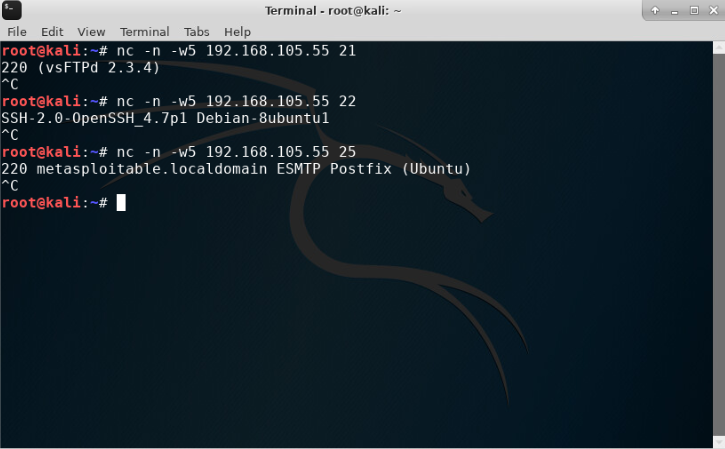 Terminal - root@kali: ~
File Edit View Terminal Tabs Help
root@kali:~# nc -n -w5 192.168.105.55 21
220 (vsFTPd 2.3.4)
^C
root@kali:~# nc -n -w5 192.168.105.55 22
SSH-2.0-OpenSSH_4.7p1 Debian-8ubuntu1
^C
root@kali:~# nc -n -w5 192.168.105.55 25
220 metasploitable.localdomain ESMTP Postfix (Ubuntu)
^C
root@kali:~#